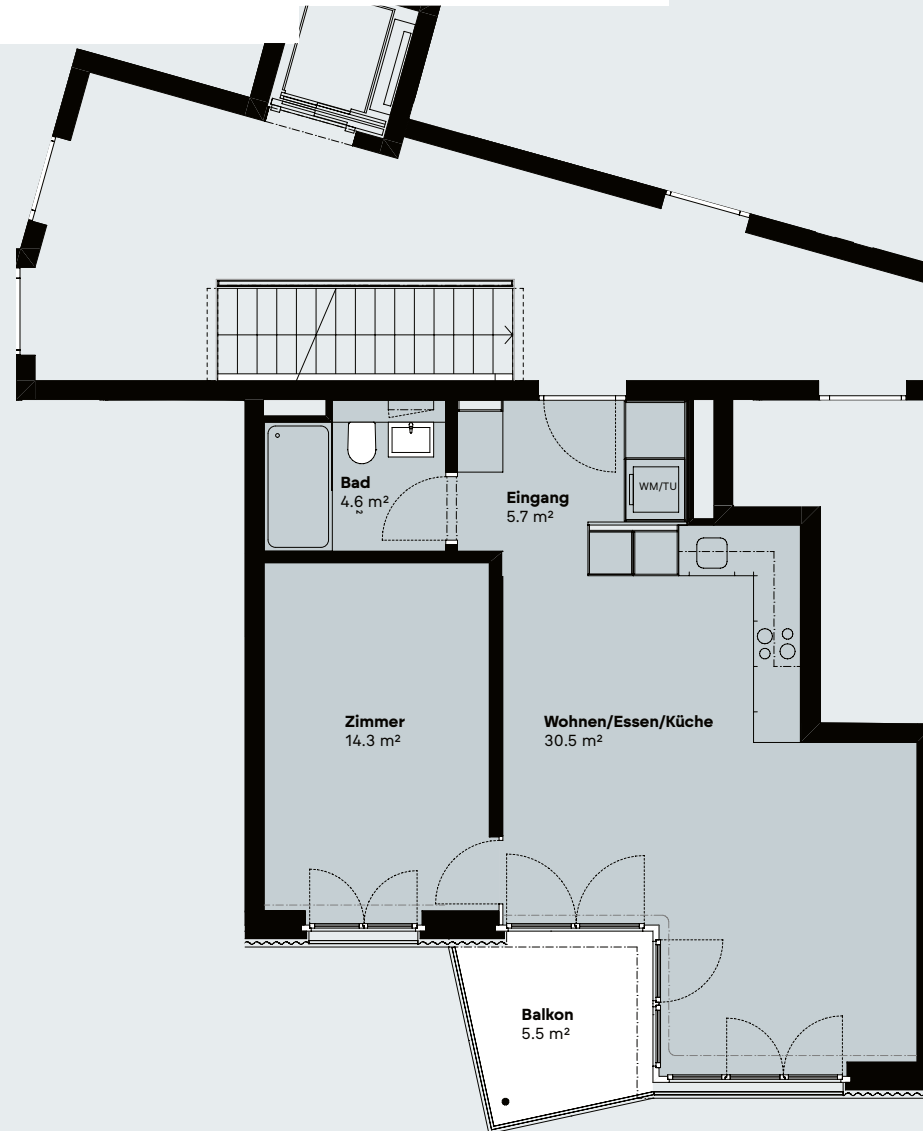 Bad
4.6 m²
2
Eingang
5.7 m²
WM/TU
Zimmer
14.3 m²
Wohnen/Essen/Küche
30.5 m²
Balkon
5.5 m²